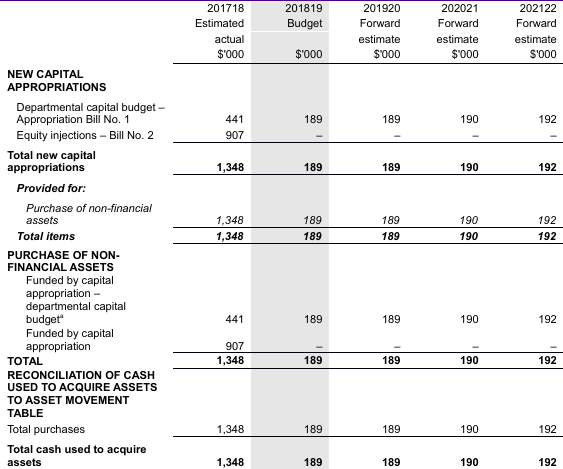 201718 201819 201920 202021 202122
Estimated Budget Forward Forward Forward
actual estimate estimate estimate
$'000 $'000 $'000 $'000 $'000
NEW CAPITAL
APPROPRIATIONS
Departmental capital budget –
Appropriation Bill No. 1 441 189 189 190 192
Equity injections – Bill No. 2 907 – – – –
Total new capital
appropriations 1,348 189 189 190 192
Provided for:
Purchase of non-financial
assets 1,348 189 189 190 192
Total items 1,348 189 189 190 192
PURCHASE OF NON-
FINANCIAL ASSETS
Funded by capital
appropriation –
departmental capital
budgetᵃ 441 189 189 190 192
Funded by capital
appropriation 907 – – – –
TOTAL 1,348 189 189 190 192
RECONCILIATION OF CASH
USED TO ACQUIRE ASSETS
TO ASSET MOVEMENT
TABLE
Total purchases 1,348 189 189 190 192
Total cash used to acquire
assets 1,348 189 189 190 192